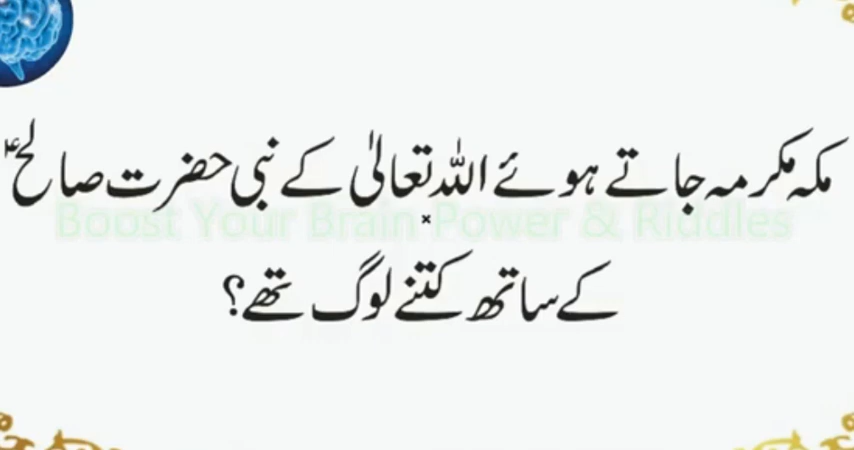 مکہ مکرمہ جاتے ہوئے اللہ تعالیٰ کے نبی حضرت صالحؑ
Boost Your Brain Power & Riddles
کے ساتھ کتنے لوگ تھے؟